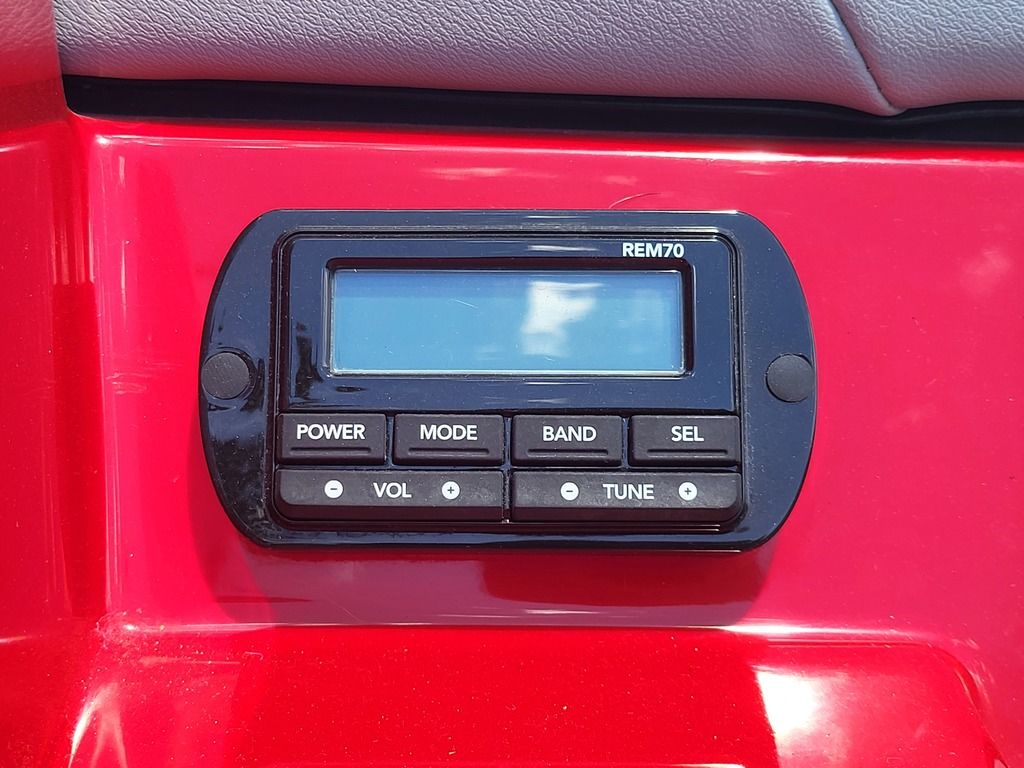 REM70
POWER MODE BAND SEL
- VOL + - TUNE +